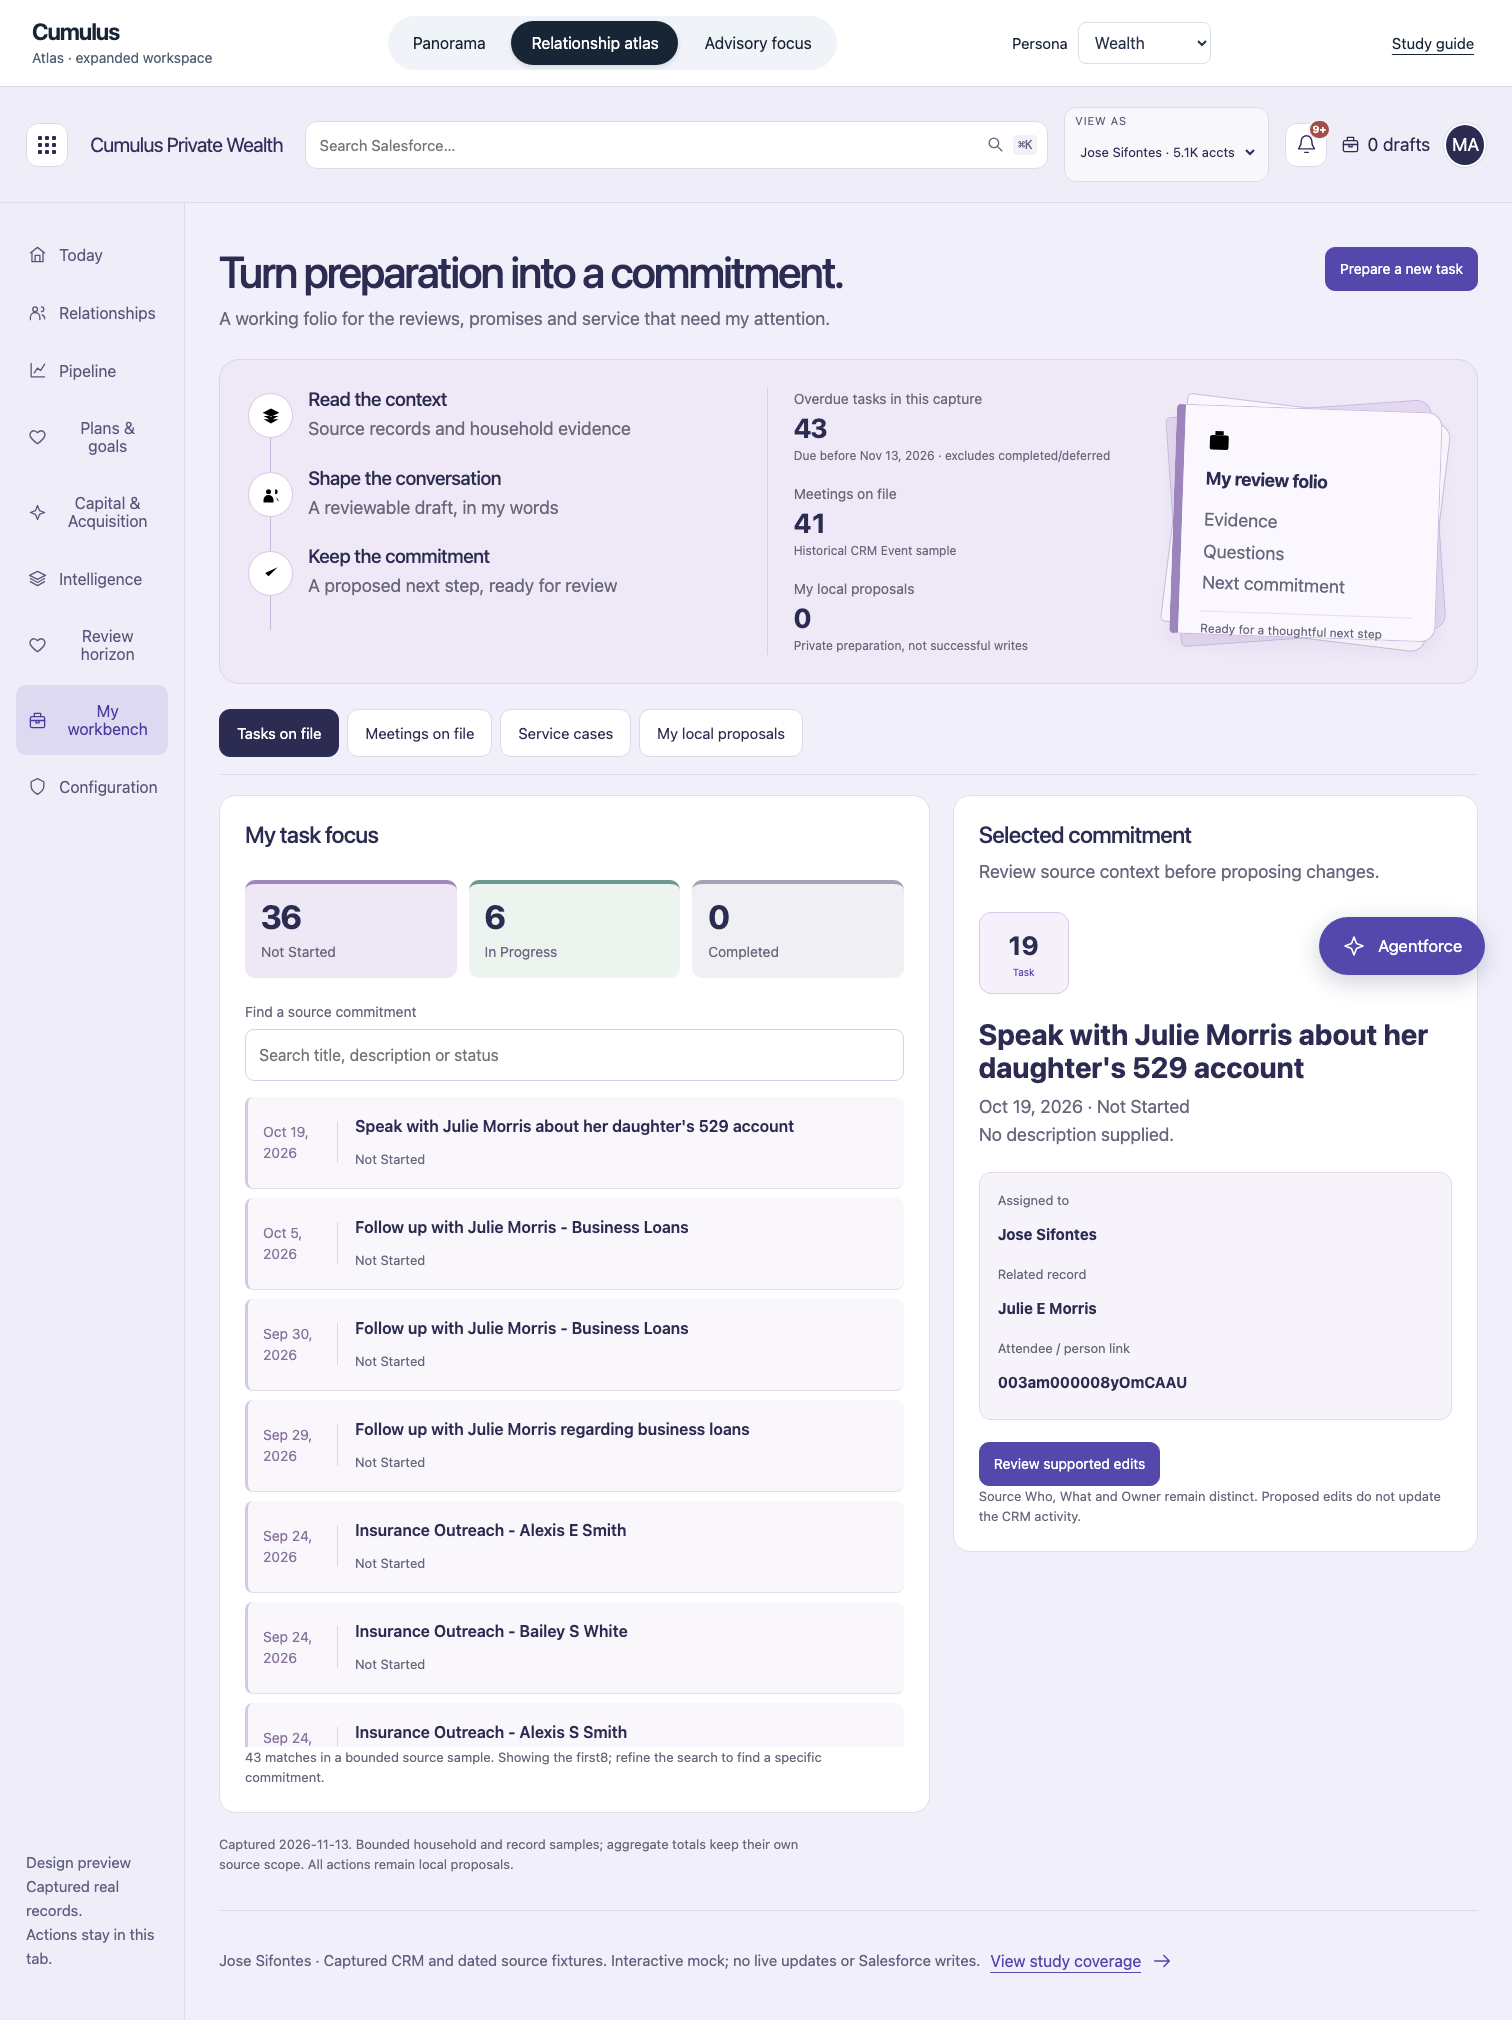 Cumulus
Atlas · expanded workspace
Panorama
Relationship atlas
Advisory focus
Persona
Wealth
Study guide
Cumulus Private Wealth
Search Salesforce...
⌘K
VIEW AS
Jose Sifontes · 5.1K accts
9+
0 drafts
MA
Today
Relationships
Pipeline
Plans &
goals
Capital &
Acquisition
Intelligence
Review
horizon
My
workbench
Configuration
Design preview
Captured real
records.
Actions stay in this
tab.
Turn preparation into a commitment.
A working folio for the reviews, promises and service that need my attention.
Prepare a new task
Read the context
Source records and household evidence
Shape the conversation
A reviewable draft, in my words
Keep the commitment
A proposed next step, ready for review
Overdue tasks in this capture
43
Due before Nov 13, 2026 · excludes completed/deferred
Meetings on file
41
Historical CRM Event sample
My local proposals
0
Private preparation, not successful writes
My review folio
Evidence
Questions
Next commitment
Ready for a thoughtful next step
Tasks on file
Meetings on file
Service cases
My local proposals
My task focus
36
Not Started
6
In Progress
0
Completed
Find a source commitment
Search title, description or status
Oct 19,
2026
Speak with Julie Morris about her daughter's 529 account
Not Started
Oct 5,
2026
Follow up with Julie Morris - Business Loans
Not Started
Sep 30,
2026
Follow up with Julie Morris - Business Loans
Not Started
Sep 29,
2026
Follow up with Julie Morris regarding business loans
Not Started
Sep 24,
2026
Insurance Outreach - Alexis E Smith
Not Started
Sep 24,
2026
Insurance Outreach - Bailey S White
Not Started
Sep 24,
Insurance Outreach - Alexis S Smith
43 matches in a bounded source sample. Showing the first8; refine the search to find a specific
commitment.
Selected commitment
Review source context before proposing changes.
19
Task
Agentforce
Speak with Julie Morris about her
daughter's 529 account
Oct 19, 2026 · Not Started
No description supplied.
Assigned to
Jose Sifontes
Related record
Julie E Morris
Attendee / person link
003am000008yOmCAAU
Review supported edits
Source Who, What and Owner remain distinct. Proposed edits do not update
the CRM activity.
Captured 2026-11-13. Bounded household and record samples; aggregate totals keep their own
source scope. All actions remain local proposals.
Jose Sifontes · Captured CRM and dated source fixtures. Interactive mock; no live updates or Salesforce writes.
View study coverage →